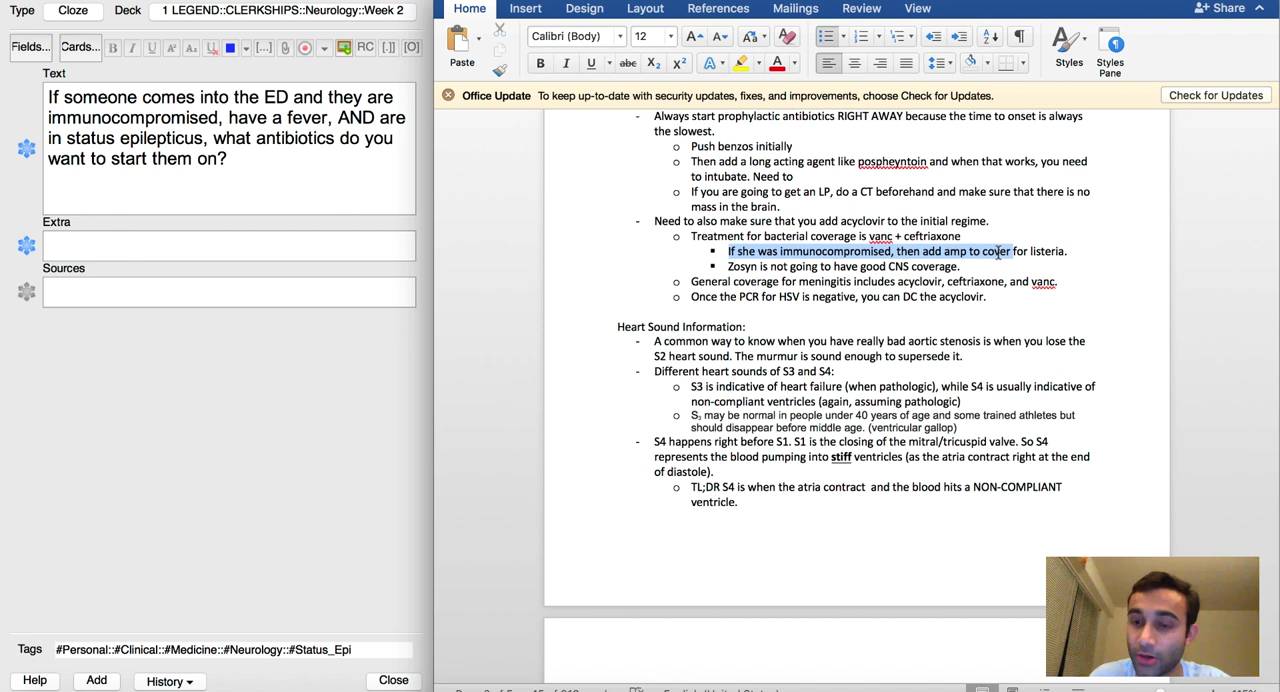 Type Cloze Deck 1 LEGEND::CLERKSHIPS::Neurology::Week 2
Fields... Cards... B I U [...] RC [.]] [O]
Text
If someone comes into the ED and they are
immunocompromised, have a fever, AND are
in status epilepticus, what antibiotics do you
want to start them on?
Extra
Sources
Tags #Personal::#Clinical::#Medicine::#Neurology::#Status_Epi
Help Add History Close
Home Insert Design Layout References Mailings Review View Share
Paste Calibri (Body) 12 Styles Styles Pane
B I U abc X₂ X²
Office Update To keep up-to-date with security updates, fixes, and improvements, choose Check for Updates. Check for Updates
- Always start prophylactic antibiotics RIGHT AWAY because the time to onset is always
the slowest.
o Push benzos initially
o Then add a long acting agent like pospheyntoin and when that works, you need
to intubate. Need to
o If you are going to get an LP, do a CT beforehand and make sure that there is no
mass in the brain.
- Need to also make sure that you add acyclovir to the initial regime.
o Treatment for bacterial coverage is vanc + ceftriaxone
▪ If she was immunocompromised, then add amp to cover for listeria.
▪ Zosyn is not going to have good CNS coverage.
o General coverage for meningitis includes acyclovir, ceftriaxone, and vanc.
o Once the PCR for HSV is negative, you can DC the acyclovir.
Heart Sound Information:
- A common way to know when you have really bad aortic stenosis is when you lose the
S2 heart sound. The murmur is sound enough to supersede it.
- Different heart sounds of S3 and S4:
o S3 is indicative of heart failure (when pathologic), while S4 is usually indicative of
non-compliant ventricles (again, assuming pathologic)
o S₃ may be normal in people under 40 years of age and some trained athletes but
should disappear before middle age. (ventricular gallop)
- S4 happens right before S1. S1 is the closing of the mitral/tricuspid valve. So S4
represents the blood pumping into stiff ventricles (as the atria contract right at the end
of diastole).
o TL;DR S4 is when the atria contract and the blood hits a NON-COMPLIANT
ventricle.